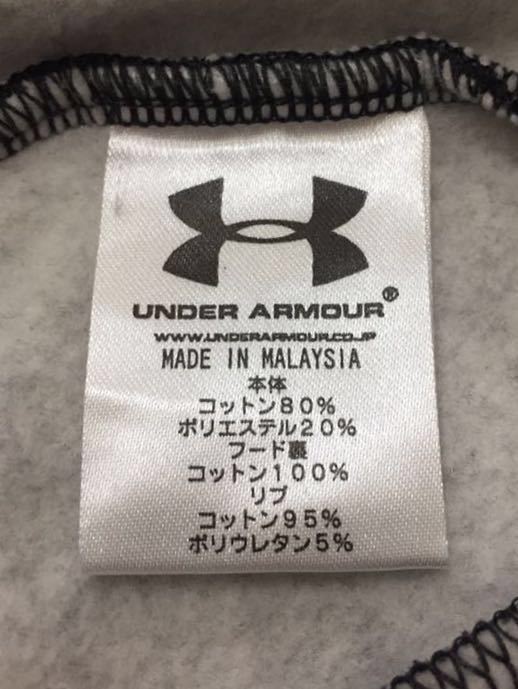 UNDER ARMOUR®
WWW.UNDERARMOUR.CO.JP
MADE IN MALAYSIA
本体
コットン80%
ポリエステル20%
フード裏
コットン100%
リブ
コットン95%
ポリウレタン5%